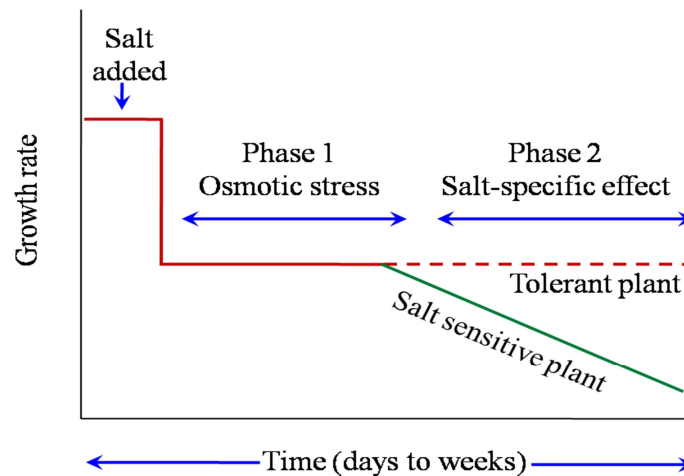 Salt
added
Phase 1
Osmotic stress
Phase 2
Salt-specific effect
Growth rate
Tolerant plant
Salt sensitive plant
Time (days to weeks)